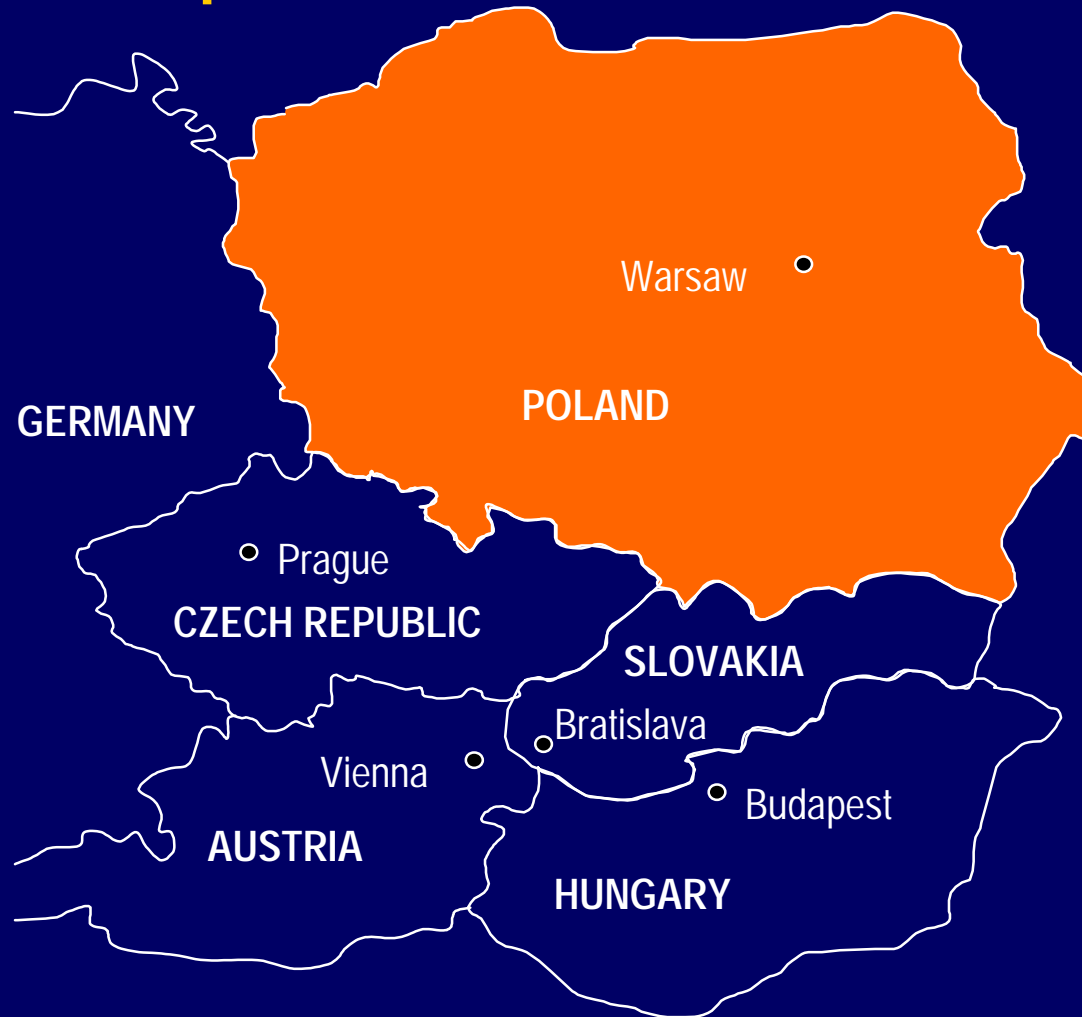 Warsaw
POLAND
GERMANY
Prague
CZECH REPUBLIC
SLOVAKIA
Bratislava
Vienna
Budapest
AUSTRIA
HUNGARY